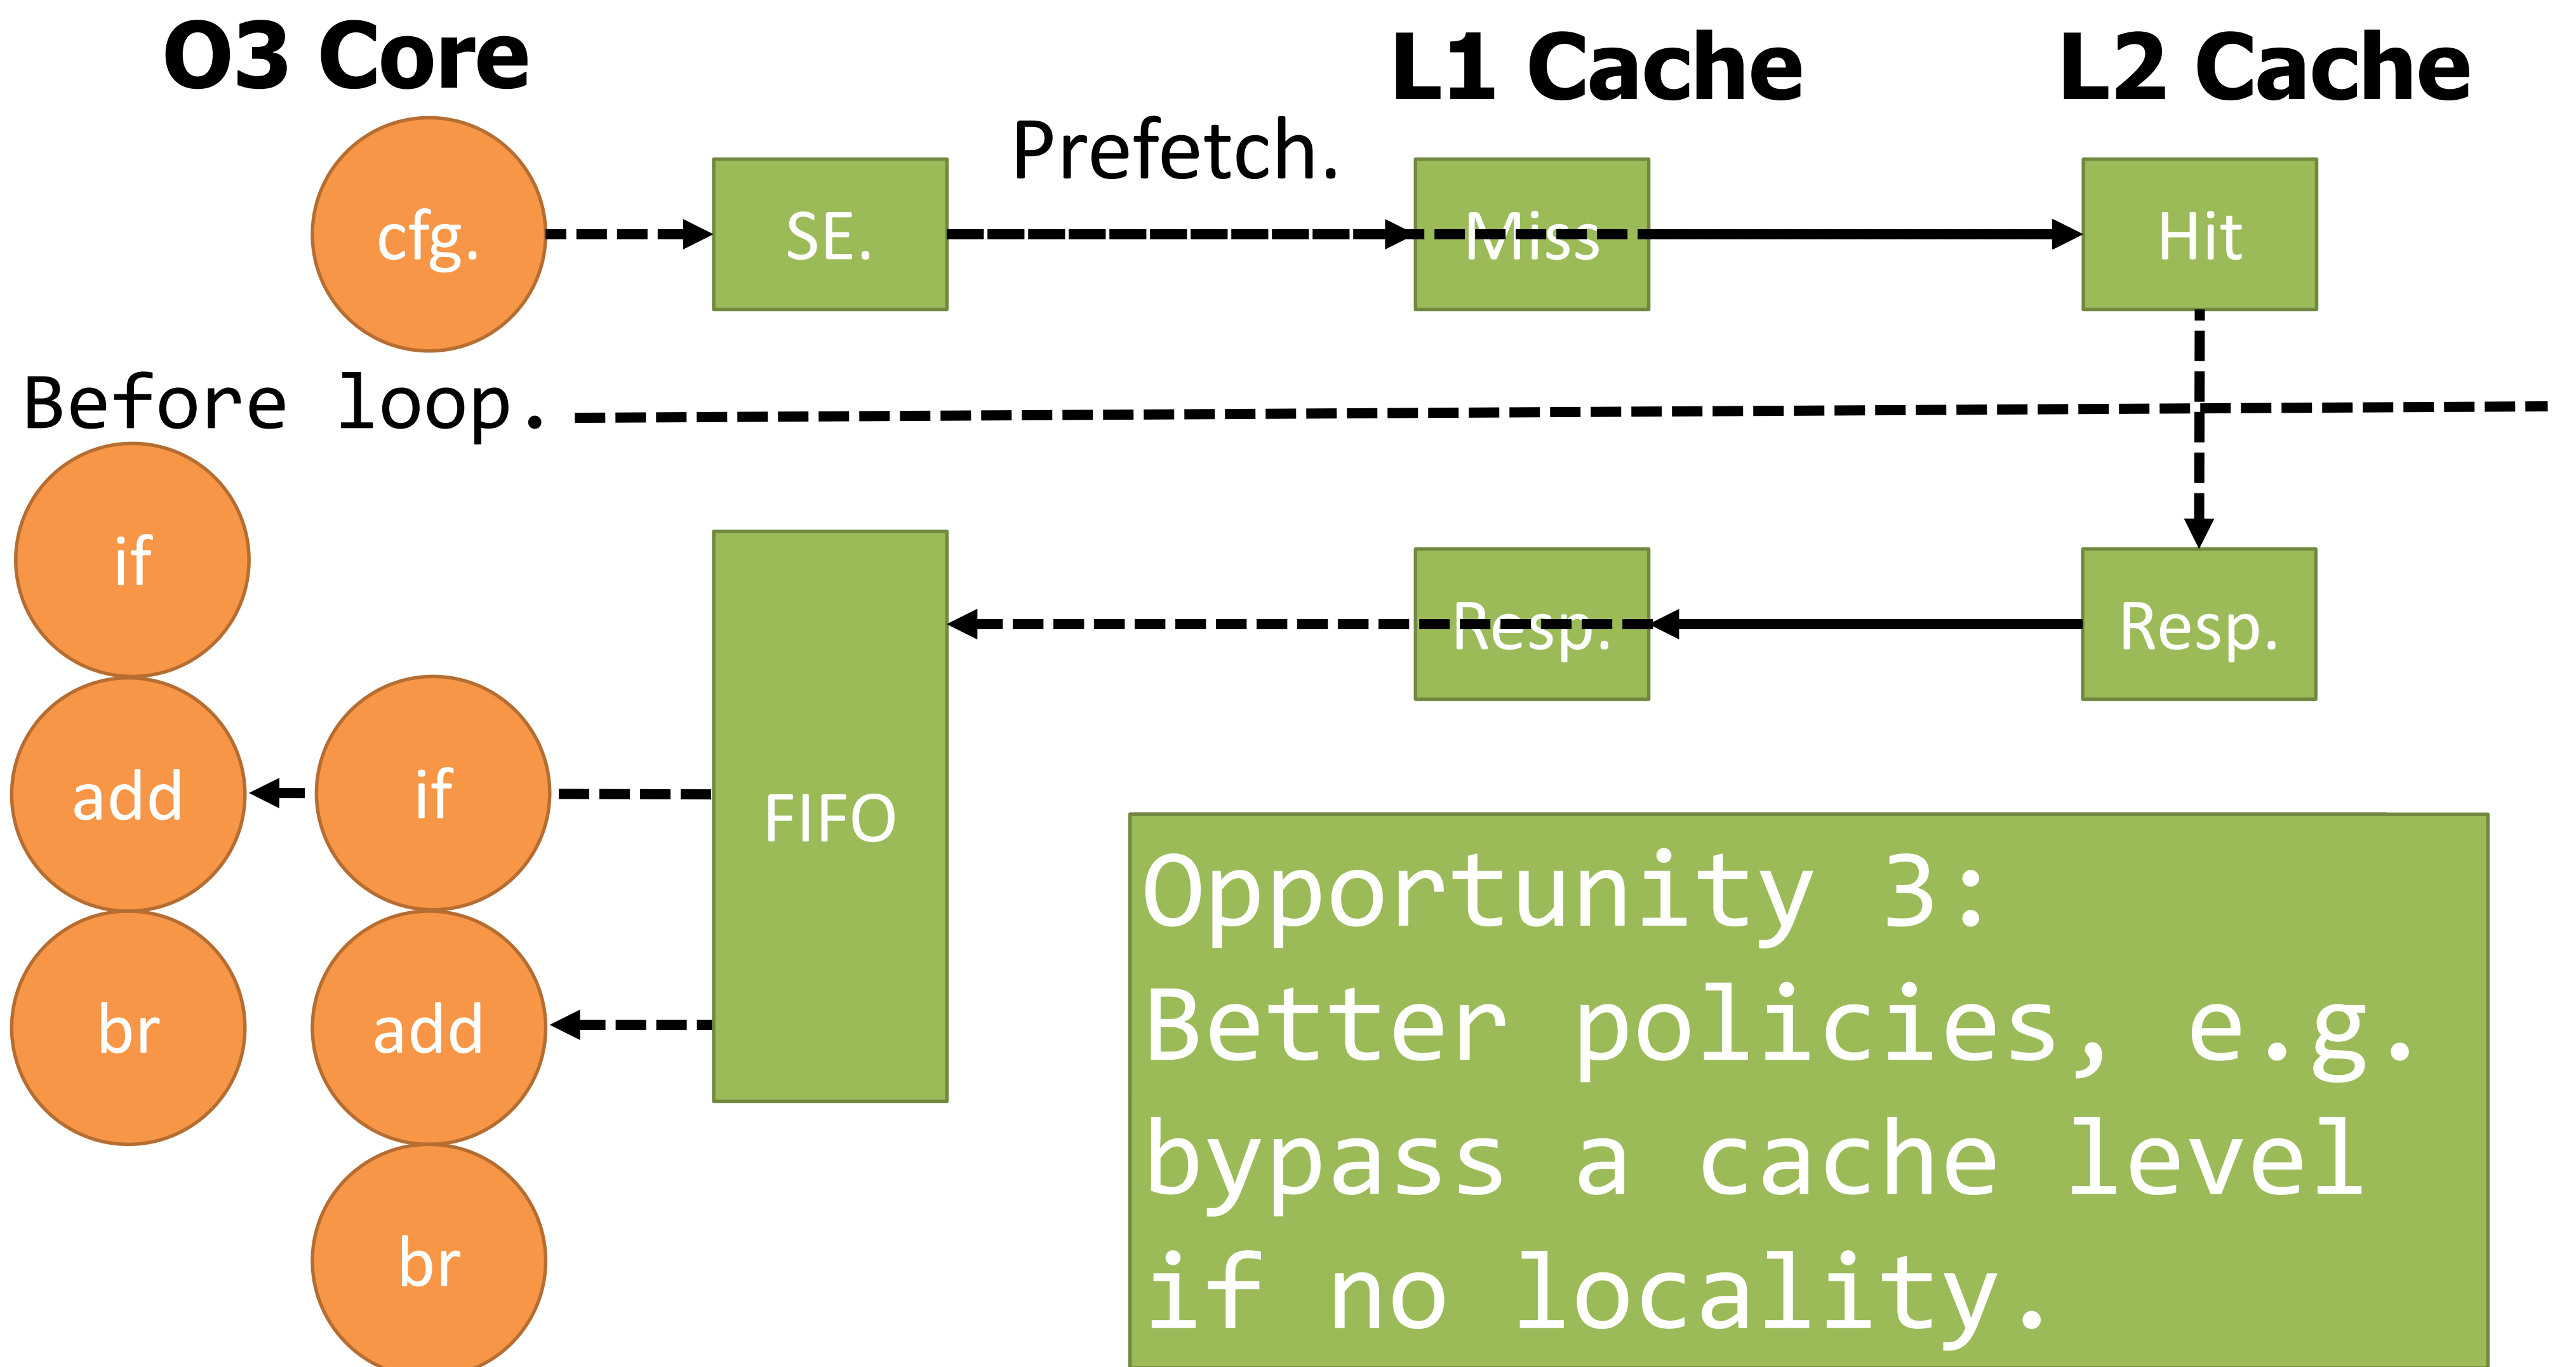 O3 Core
L1 Cache
L2 Cache
Prefetch.
cfg.
SE.
Miss
Hit
Before loop.
if
Resp.
Resp.
add
if
FIFO
br
add
br
Opportunity 3:
Better policies, e.g.
bypass a cache level
if no locality.